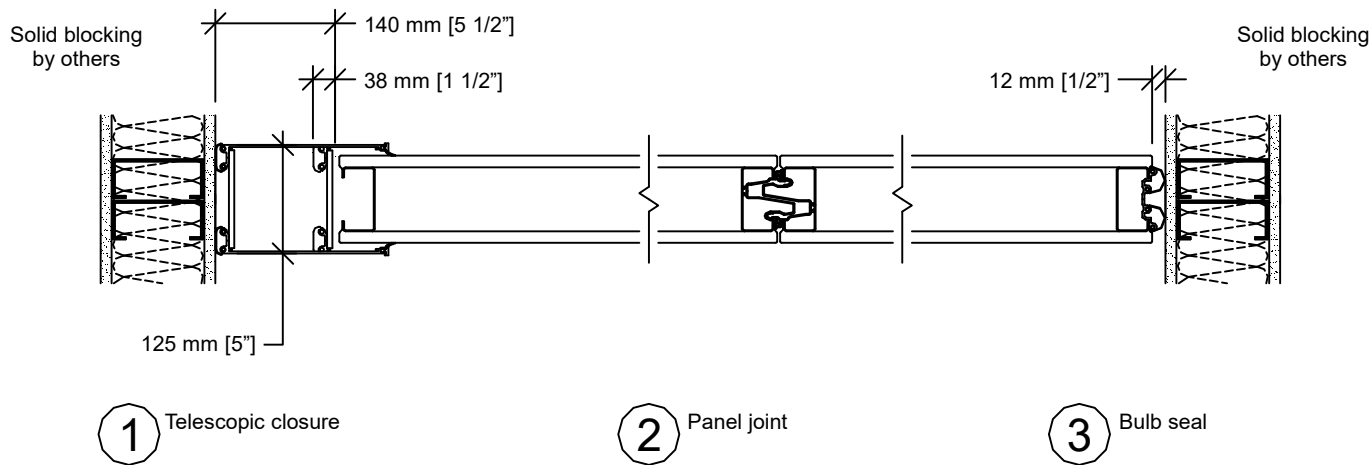 Solid blocking
by others
140 mm [5 1/2”]
38 mm [1 1/2”]
12 mm [1/2”]
Solid blocking
by others
125 mm [5”]
1 Telescopic closure
2 Panel joint
3 Bulb seal